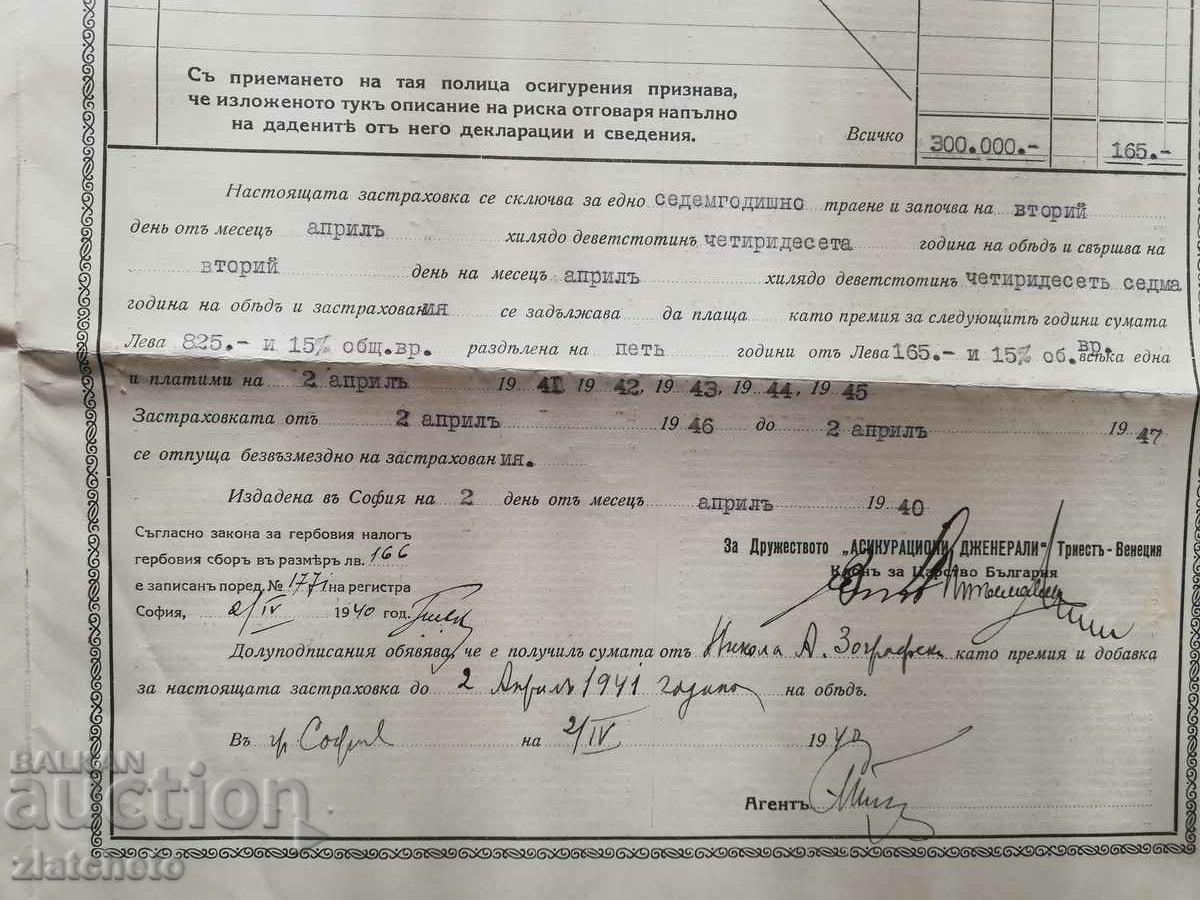 Съ приемането на тая полица осигурения признава,
че изложеното тукъ описание на риска отговаря напълно
на даденитѣ отъ него декларации и сведения.
Всичко 300.000.- 165.-
Настоящата застраховка се сключва за едно седемгодишно траене и започва на вторий
день отъ месецъ априлъ хилядо деветстотинъ четиридесета година на обѣдъ и свършва на
вторий день на месецъ априлъ хилядо деветстотинъ четиридесеть седма
година на обѣдъ и застрахования се задължава да плаща като премия за следующитѣ години сумата
Лева 825.- и 15% общ.вр. раздѣлена на петь години отъ Лева 165.- и 15% об.вр. всѣка една
и платими на 2 априлъ 19 41 19 42, 19 43, 19 44, 19 45
Застраховката отъ 2 априлъ 19 46 до 2 априлъ 19 47
се отпуща безвъзмездно на застрахования.
Издадена въ София на 2 день отъ месецъ априлъ 19 40
Съгласно закона за гербовия налогъ
гербовия сборъ въ размѣръ лв. 166
е записанъ поред. № 1771 на регистра
София, 2/IV 1940 год.
За Дружеството „АСИКУРАЦИОНИ ДЖЕНЕРАЛИ" Триестъ-Венеция
Клонъ за Царство България
Долуподписания обявява, че е получилъ сумата отъ Никола А. Зографски като премия и добавка
за настоящата застраховка до 2 Априлъ 1941 година на обѣдъ.
Въ гр. София на 2/IV 1940
Агентъ
BALKAN
auction
zlatcheto